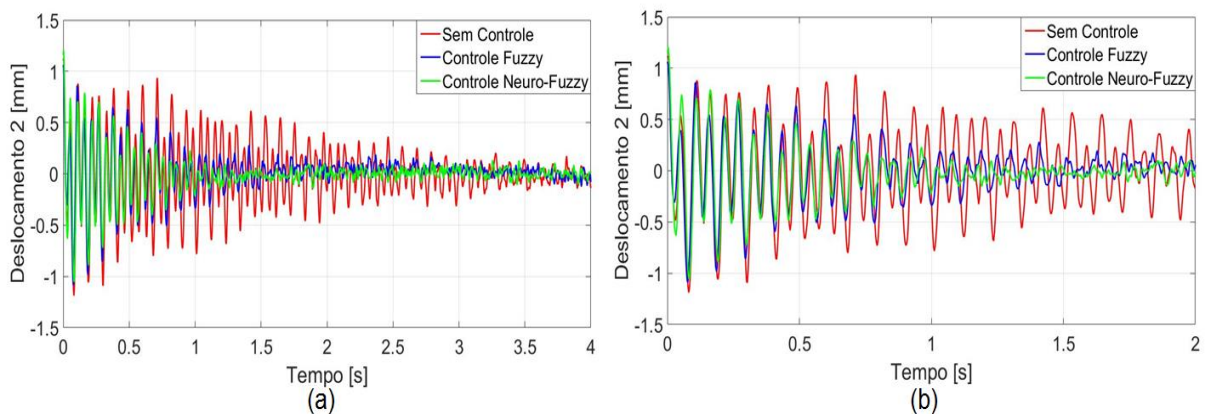 Deslocamento 2 [mm]
1.5
1
0.5
0
-0.5
-1
-1.5
Sem Controle
Controle Fuzzy
Controle Neuro-Fuzzy
0 0.5 1 1.5 2 2.5 3 3.5 4
Tempo [s]
(a)
Deslocamento 2 [mm]
1.5
1
0.5
0
-0.5
-1
-1.5
Sem Controle
Controle Fuzzy
Controle Neuro-Fuzzy
0 0.5 1 1.5 2
Tempo [s]
(b)